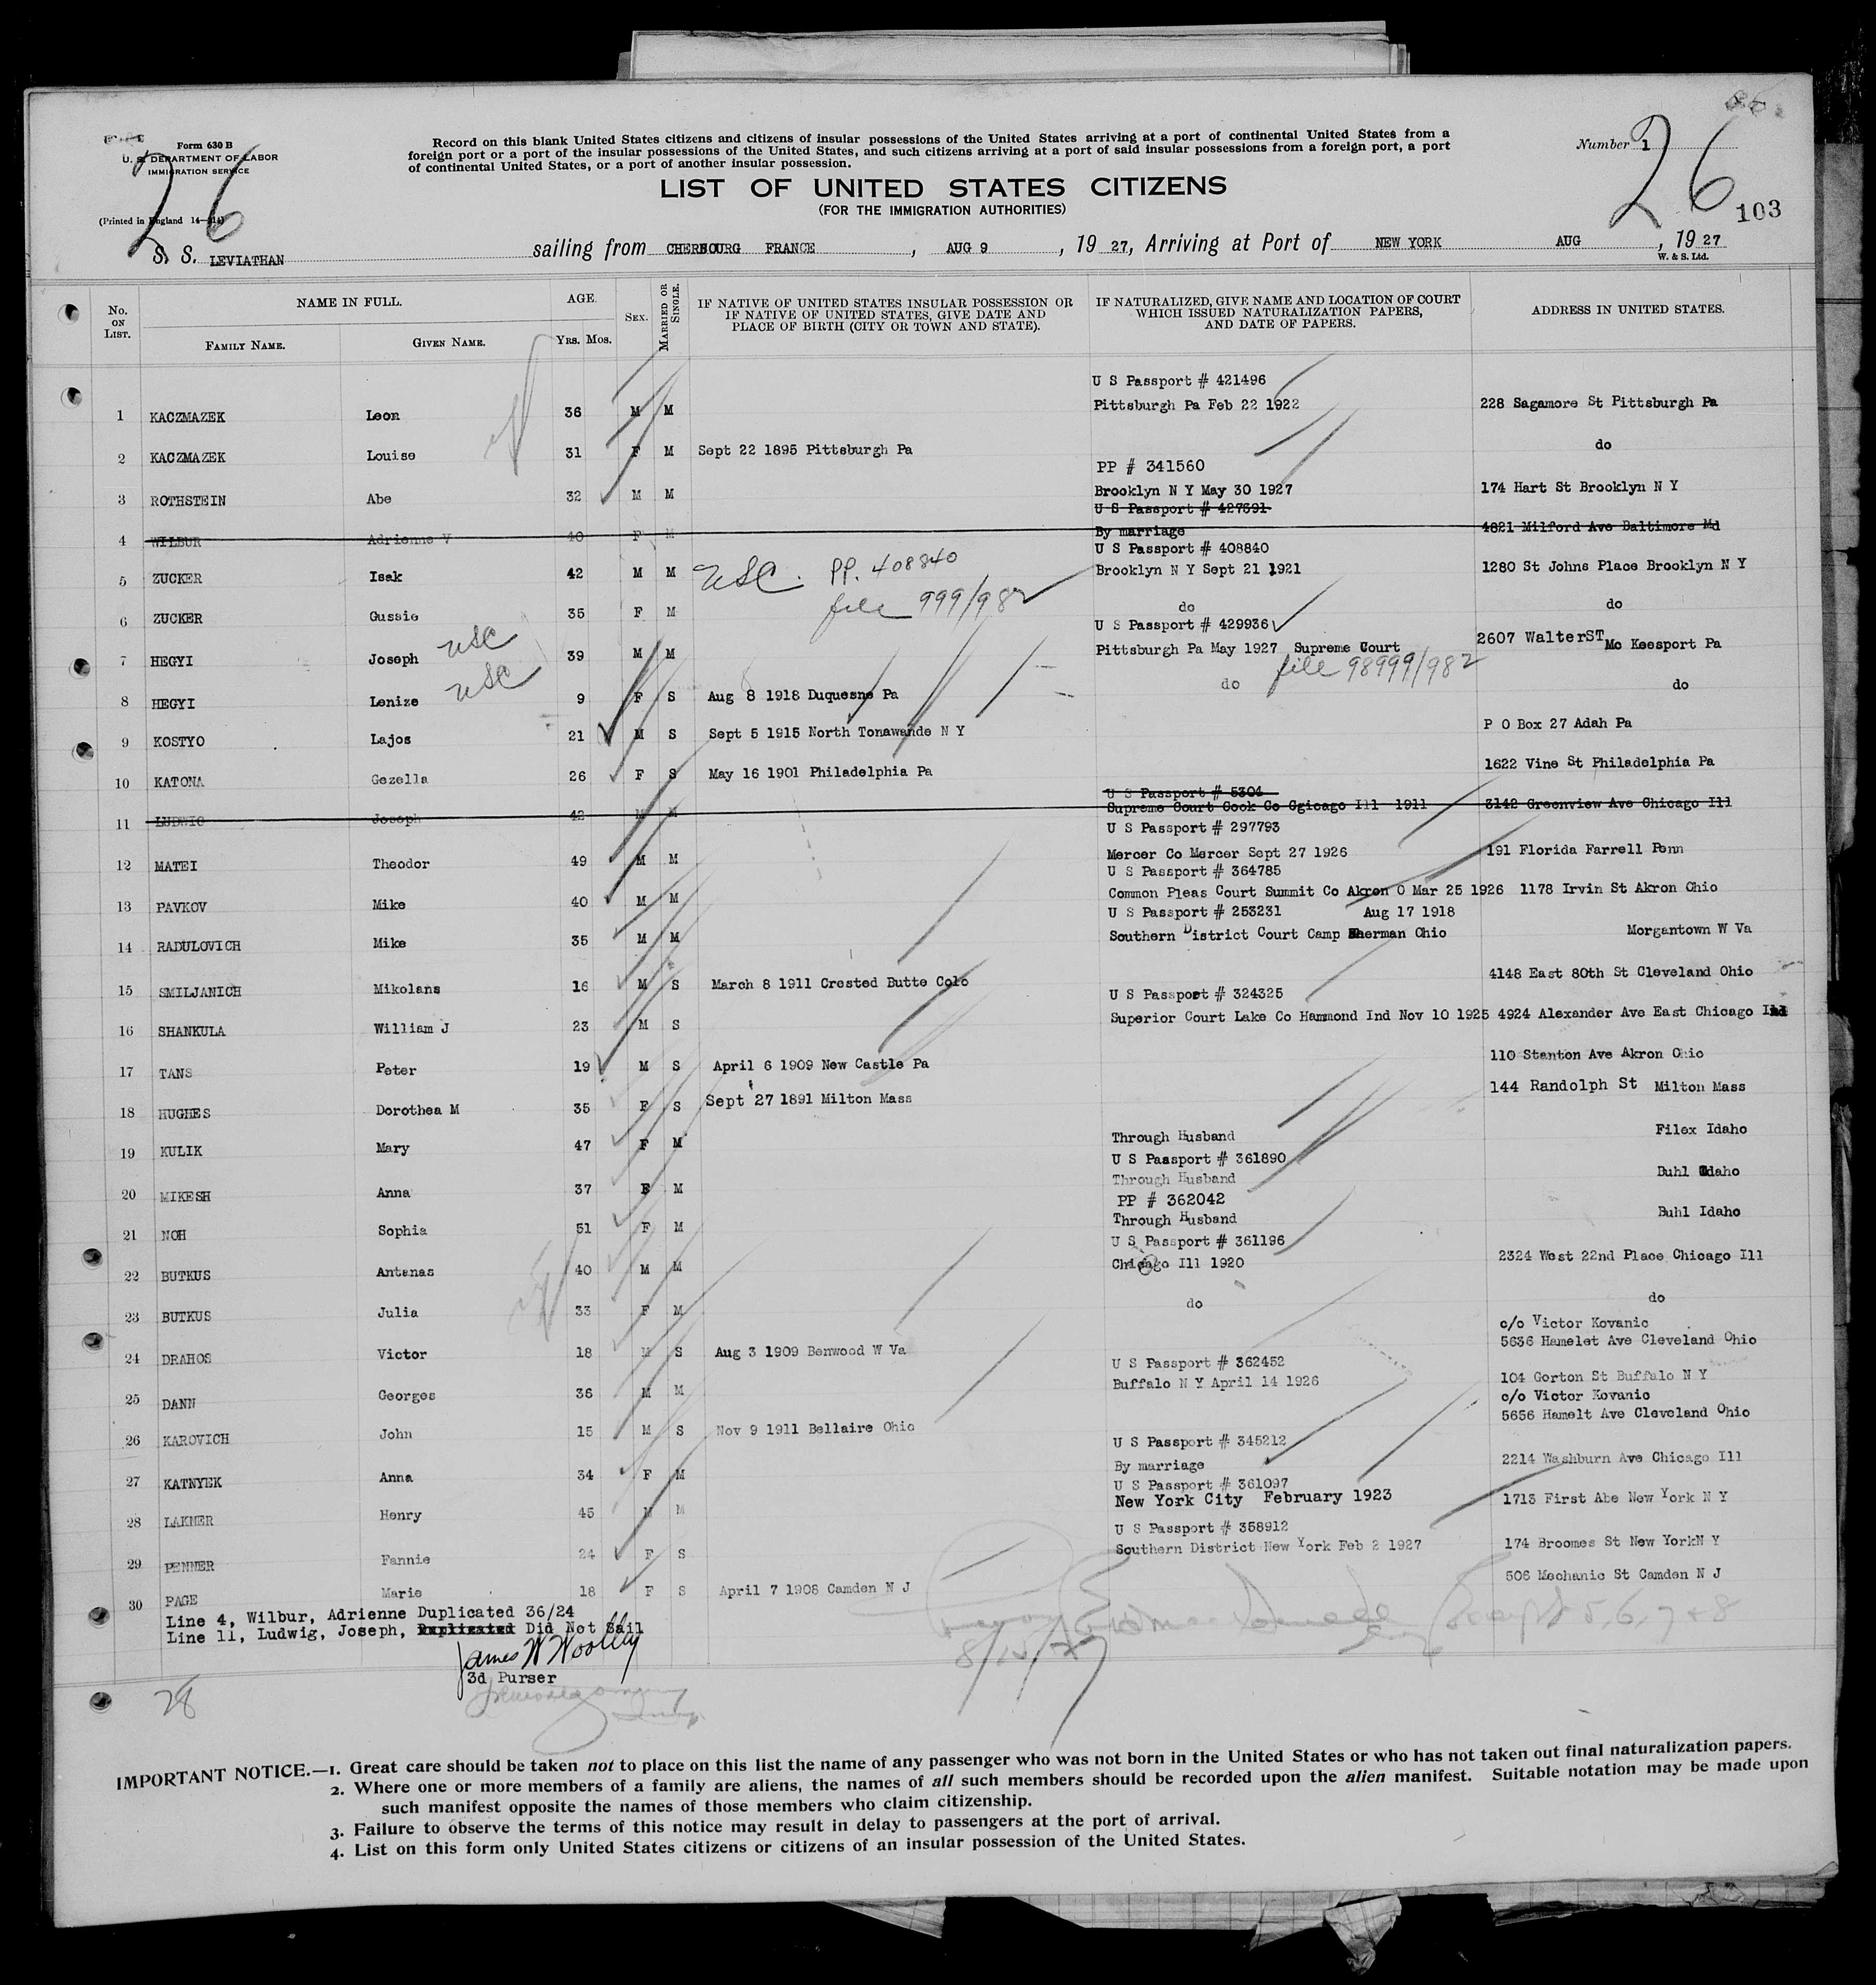 Form 630 B
U. S. DEPARTMENT OF LABOR
IMMIGRATION SERVICE
(Printed in England 14—
26
Record on this blank United States citizens and citizens of insular possessions of the United States arriving at a port of continental United States from a
foreign port or a port of the insular possessions of the United States, and such citizens arriving at a port of said insular possessions from a foreign port, a port
of continental United States, or a port of another insular possession.
Number 1
26
103
LIST OF UNITED STATES CITIZENS
(FOR THE IMMIGRATION AUTHORITIES)
S. S. LEVIATHAN sailing from CHERBOURG FRANCE, AUG 9, 19 27, Arriving at Port of NEW YORK AUG, 19 27
W. & S. Ltd.
No. ON LIST. NAME IN FULL. FAMILY NAME. GIVEN NAME. AGE. YRS. MOS. SEX. MARRIED OR SINGLE. IF NATIVE OF UNITED STATES INSULAR POSSESSION OR IF NATIVE OF UNITED STATES, GIVE DATE AND PLACE OF BIRTH (CITY OR TOWN AND STATE). IF NATURALIZED, GIVE NAME AND LOCATION OF COURT WHICH ISSUED NATURALIZATION PAPERS, AND DATE OF PAPERS. ADDRESS IN UNITED STATES.
U S Passport # 421496
1 KACZMAZEK Leon 36 M M Pittsburgh Pa Feb 22 1922 228 Sagamore St Pittsburgh Pa
2 KACZMAZEK Louise 31 F M Sept 22 1895 Pittsburgh Pa do
PP # 341560
3 ROTHSTEIN Abe 32 M M Brooklyn N Y May 30 1927 174 Hart St Brooklyn N Y
U S Passport # 427391
4 WILBUR Adrienne V 40 F M By marriage 4821 Milford Ave Baltimore Md
U S Passport # 408840
5 ZUCKER Isak 42 M M USC. PP. 408840 Brooklyn N Y Sept 21 1921 1280 St Johns Place Brooklyn N Y
6 ZUCKER Gussie 35 F M file 999/982 do do
U S Passport # 429936
7 HEGYI Joseph USC 39 M M Pittsburgh Pa May 1927 Supreme Court 2607 Walter ST Mc Keesport Pa
file 98999/982
8 HEGYI Lenize USC 9 F S Aug 8 1918 Duquesne Pa do do
9 KOSTYO Lajos 21 M S Sept 5 1915 North Tonawande N Y P O Box 27 Adah Pa
10 KATONA Gezella 26 F S May 16 1901 Philadelphia Pa 1622 Vine St Philadelphia Pa
U S Passport # 5304
11 LUDWIG Joseph 42 M M Supreme Court Cook Co Cgicago Ill 1911 3142 Greenview Ave Chicago Ill
U S Passport # 297793
12 MATEI Theodor 49 M M Mercer Co Mercer Sept 27 1926 191 Florida Farrell Penn
U S Passport # 364785
13 PAVKOV Mike 40 M M Common Pleas Court Summit Co Akron O Mar 25 1926 1178 Irvin St Akron Ohio
U S Passport # 253231 Aug 17 1918
14 RADULOVICH Mike 35 M M Southern District Court Camp Sherman Ohio Morgantown W Va
15 SMILJANICH Mikolans 16 M S March 8 1911 Crested Butte Colo 4148 East 80th St Cleveland Ohio
U S Passport # 324325
16 SHANKULA William J 23 M S Superior Court Lake Co Hammond Ind Nov 10 1925 4924 Alexander Ave East Chicago Ind
17 TANS Peter 19 M S April 6 1909 New Castle Pa 110 Stanton Ave Akron Ohio
18 HUGHES Dorothea M 35 F S Sept 27 1891 Milton Mass 144 Randolph St Milton Mass
19 KULIK Mary 47 F M Through Husband Filex Idaho
U S Passport # 361890
20 MIKESH Anna 37 F M Through Husband Buhl Idaho
PP # 362042
21 NOH Sophia 51 F M Through Husband Buhl Idaho
U S Passport # 361196
22 BUTKUS Antanas 40 M M Chicago Ill 1920 2324 West 22nd Place Chicago Ill
23 BUTKUS Julia 33 F M do do
c/o Victor Kovanic
24 DRAHOS Victor 18 M S Aug 3 1909 Benwood W Va 5636 Hamelet Ave Cleveland Ohio
U S Passport # 362452
25 DANN Georges 36 M M Buffalo N Y April 14 1926 104 Gorton St Buffalo N Y
c/o Victor Kovanic
26 KAROVICH John 15 M S Nov 9 1911 Bellaire Ohio 5656 Hamelt Ave Cleveland Ohio
U S Passport # 345212
27 KATNYEK Anna 34 F M By marriage 2214 Washburn Ave Chicago Ill
U S Passport # 361097
28 LAKNER Henry 45 M M New York City February 1923 1713 First Abe New York N Y
U S Passport # 358912
29 PENNER Fannie 24 F S Southern District New York Feb 2 1927 174 Broomes St New YorkN Y
30 PAGE Marie 18 F S April 7 1908 Camden N J 506 Mechanic St Camden N J
Line 4, Wilbur, Adrienne Duplicated 36/24
Line 11, Ludwig, Joseph, Duplicated Did Not Sail
James W Woolley
3d Purser
Except 5, 6, 7 & 8
28
IMPORTANT NOTICE.—1. Great care should be taken not to place on this list the name of any passenger who was not born in the United States or who has not taken out final naturalization papers.
2. Where one or more members of a family are aliens, the names of all such members should be recorded upon the alien manifest. Suitable notation may be made upon
such manifest opposite the names of those members who claim citizenship.
3. Failure to observe the terms of this notice may result in delay to passengers at the port of arrival.
4. List on this form only United States citizens or citizens of an insular possession of the United States.